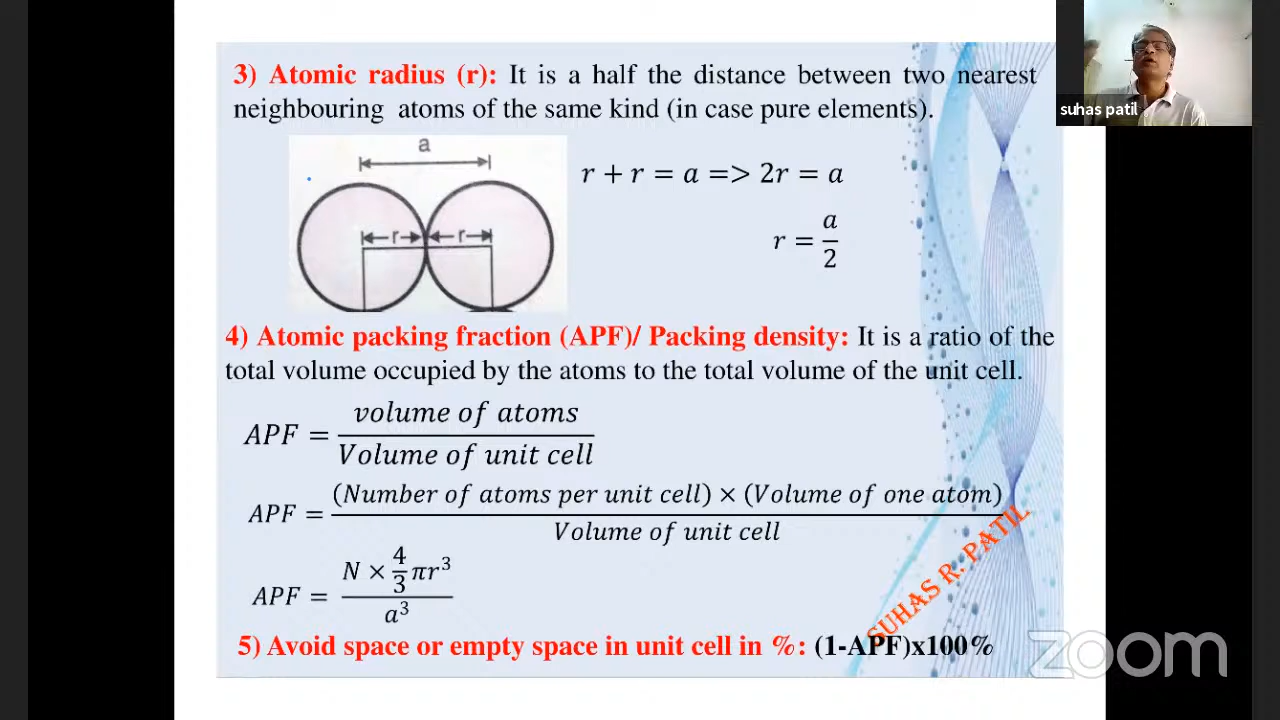 3) Atomic radius (r): It is a half the distance between two nearest
neighbouring atoms of the same kind (in case pure elements).
suhas patil
a
r + r = a => 2r = a
r r
r = a/2
4) Atomic packing fraction (APF)/ Packing density: It is a ratio of the
total volume occupied by the atoms to the total volume of the unit cell.
APF = volume of atoms / Volume of unit cell
APF = (Number of atoms per unit cell) × (Volume of one atom) / Volume of unit cell
APF = N × 4/3 πr³ / a³
SUHAS R. PATIL
5) Avoid space or empty space in unit cell in %: (1-APF)x100%
zoom